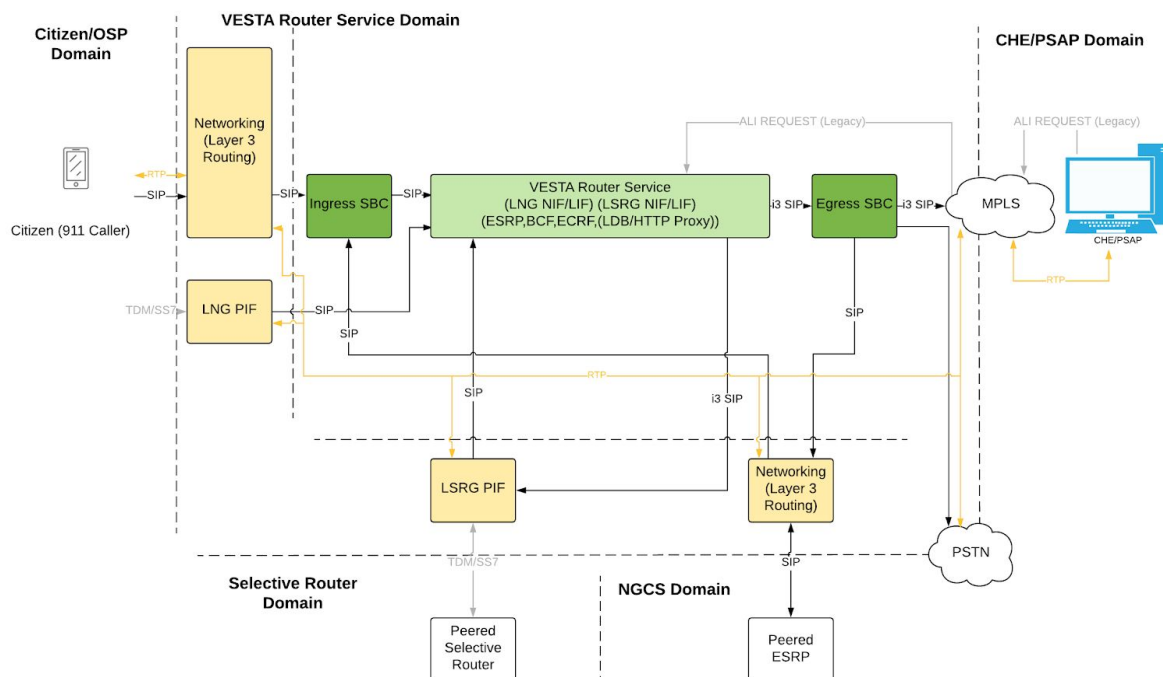 VESTA Router Service Domain
Citizen/OSP
Domain
CHE/PSAP Domain
Networking
(Layer 3
Routing)
ALI REQUEST (Legacy)
ALI REQUEST (Legacy)
RTP
SIP
SIP
Ingress SBC
SIP
VESTA Router Service
(LNG NIF/LIF) (LSRG NIF/LIF)
(ESRP,BCF,ECRF,(LDB/HTTP Proxy))
i3 SIP
Egress SBC
i3 SIP
MPLS
CHE/PSAP
Citizen (911 Caller)
RTP
TDM/SS7
LNG PIF
SIP
SIP
SIP
RTP
SIP
i3 SIP
LSRG PIF
Networking
(Layer 3
Routing)
PSTN
TDM/SS7
SIP
Selective Router
Domain
NGCS Domain
Peered
Selective
Router
Peered
ESRP